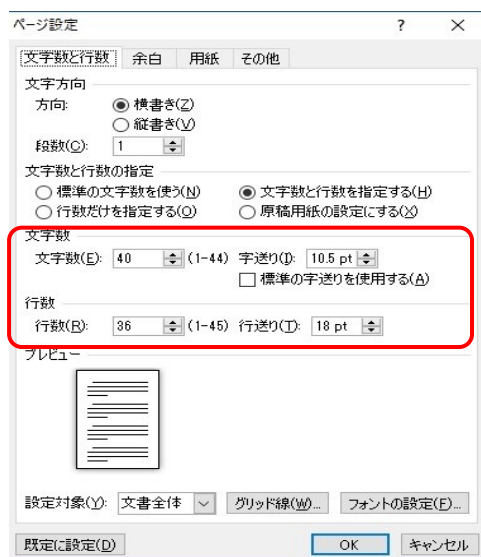 ページ設定 ? ×
文字数と行数 余白 用紙 その他
文字方向
方向: 横書き(Z)
縦書き(V)
段数(C): 1
文字数と行数の指定
標準の文字数を使う(N) 文字数と行数を指定する(H)
行数だけを指定する(O) 原稿用紙の設定にする(X)
文字数
文字数(E): 40 (1-44) 字送り(I): 10.5 pt
標準の字送りを使用する(A)
行数
行数(R): 36 (1-45) 行送り(T): 18 pt
プレビュー
設定対象(Y): 文書全体 グリッド線(W)... フォントの設定(F)...
既定に設定(D) OK キャンセル